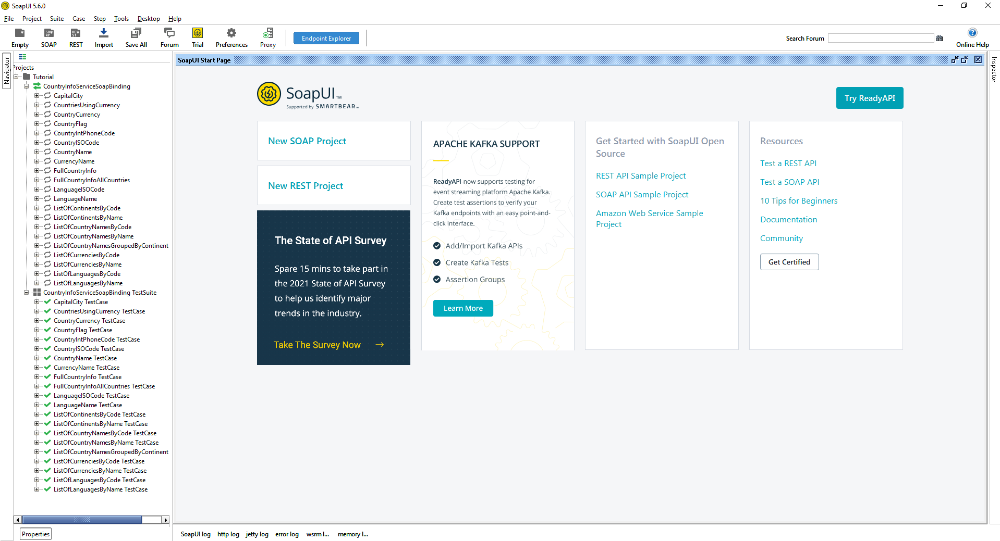 SoapUI 5.6.0
File Project Suite Case Step Tools Desktop Help
Empty SOAP REST Import Save All Forum Trial Preferences Proxy Endpoint Explorer Search Forum Online Help
Navigator
Projects
Tutorial
CountryInfoServiceSoapBinding
CapitalCity
CountriesUsingCurrency
CountryCurrency
CountryFlag
CountryIntPhoneCode
CountryISOCode
CountryName
CurrencyName
FullCountryInfo
FullCountryInfoAllCountries
LanguageISOCode
LanguageName
ListOfContinentsByCode
ListOfContinentsByName
ListOfCountryNamesByCode
ListOfCountryNamesByName
ListOfCountryNamesGroupedByContinent
ListOfCurrenciesByCode
ListOfCurrenciesByName
ListOfLanguagesByCode
ListOfLanguagesByName
CountryInfoServiceSoapBinding TestSuite
CapitalCity TestCase
CountriesUsingCurrency TestCase
CountryCurrency TestCase
CountryFlag TestCase
CountryIntPhoneCode TestCase
CountryISOCode TestCase
CountryName TestCase
CurrencyName TestCase
FullCountryInfo TestCase
FullCountryInfoAllCountries TestCase
LanguageISOCode TestCase
LanguageName TestCase
ListOfContinentsByCode TestCase
ListOfContinentsByName TestCase
ListOfCountryNamesByCode TestCase
ListOfCountryNamesByName TestCase
ListOfCountryNamesGroupedByContinent
ListOfCurrenciesByCode TestCase
ListOfCurrenciesByName TestCase
ListOfLanguagesByCode TestCase
ListOfLanguagesByName TestCase
Properties
SoapUI Start Page
SoapUI™
Supported by SMARTBEAR™
Try ReadyAPI
New SOAP Project
New REST Project
The State of API Survey
Spare 15 mins to take part in
the 2021 State of API Survey
to help us identify major
trends in the industry.
Take The Survey Now →
APACHE KAFKA SUPPORT
ReadyAPI now supports testing for
event streaming platform Apache Kafka.
Create test assertions to verify your
Kafka endpoints with an easy point-and-
click interface.
Add/Import Kafka APIs
Create Kafka Tests
Assertion Groups
Learn More
Get Started with SoapUI Open
Source
REST API Sample Project
SOAP API Sample Project
Amazon Web Service Sample
Project
Resources
Test a REST API
Test a SOAP API
10 Tips for Beginners
Documentation
Community
Get Certified
Inspector
SoapUI log http log jetty log error log wsrm l... memory l...